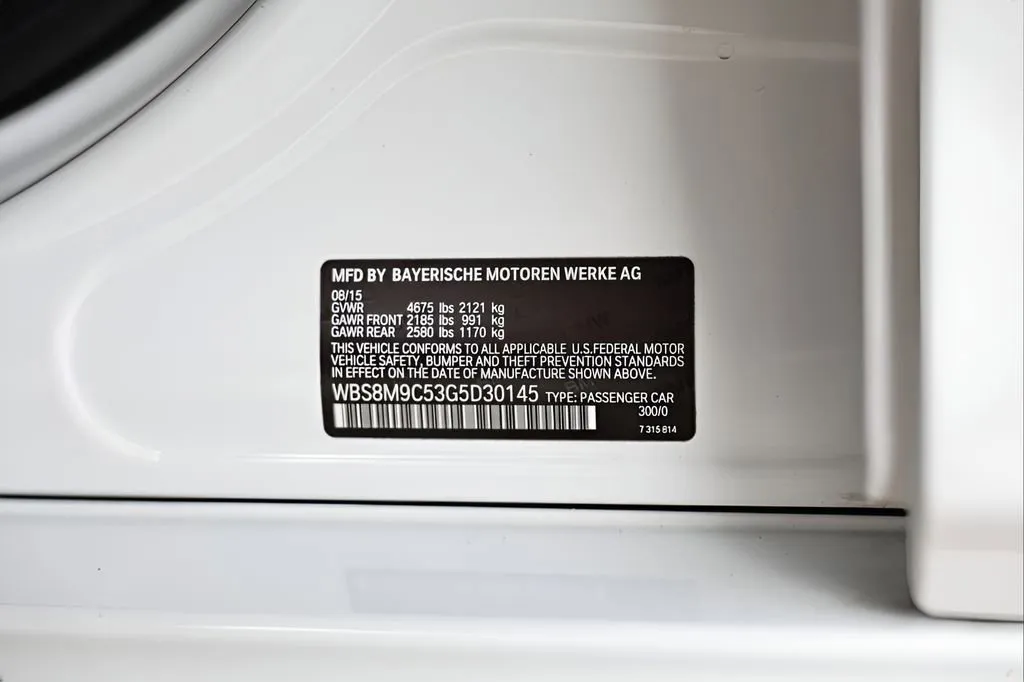 MFD BY BAYERISCHE MOTOREN WERKE AG
08/15
GVWR 4675 lbs 2121 kg
GAWR FRONT 2185 lbs 991 kg
GAWR REAR 2580 lbs 1170 kg
THIS VEHICLE CONFORMS TO ALL APPLICABLE U.S.FEDERAL MOTOR
VEHICLE SAFETY, BUMPER AND THEFT PREVENTION STANDARDS
IN EFFECT ON THE DATE OF MANUFACTURE SHOWN ABOVE.
WBS8M9C53G5D30145 TYPE: PASSENGER CAR
300/0
7 315 814